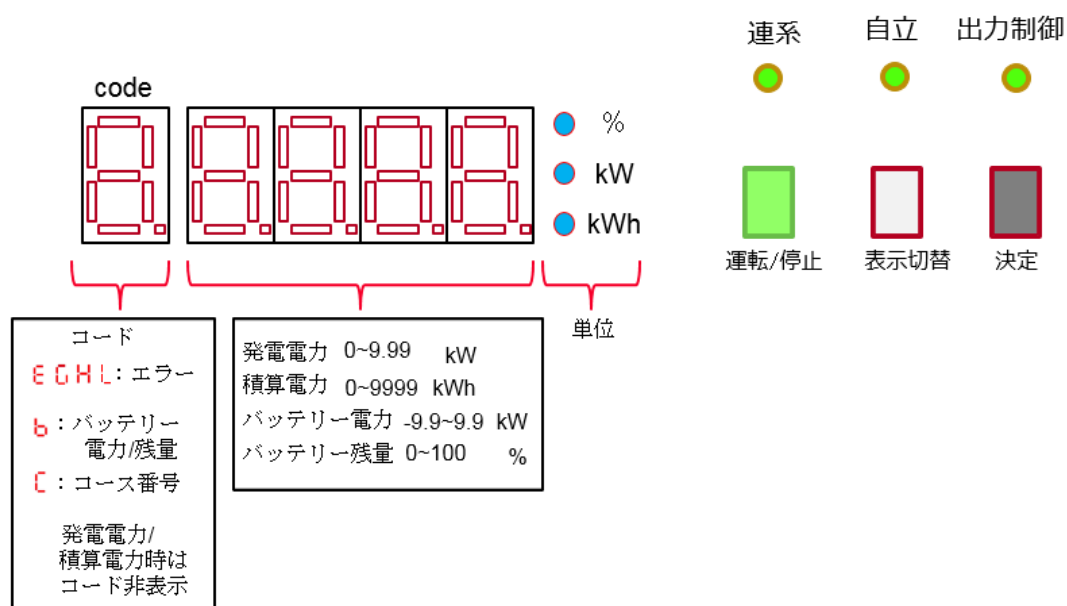 連系 自立 出力制御
code
%
kW
kWh
運転/停止 表示切替 決定
単位
コード
EGHL:エラー
b:バッテリー
電力/残量
C:コース番号
発電電力/
積算電力時は
コード非表示
発電電力 0~9.99 kW
積算電力 0~9999 kWh
バッテリー電力 -9.9~9.9 kW
バッテリー残量 0~100 %